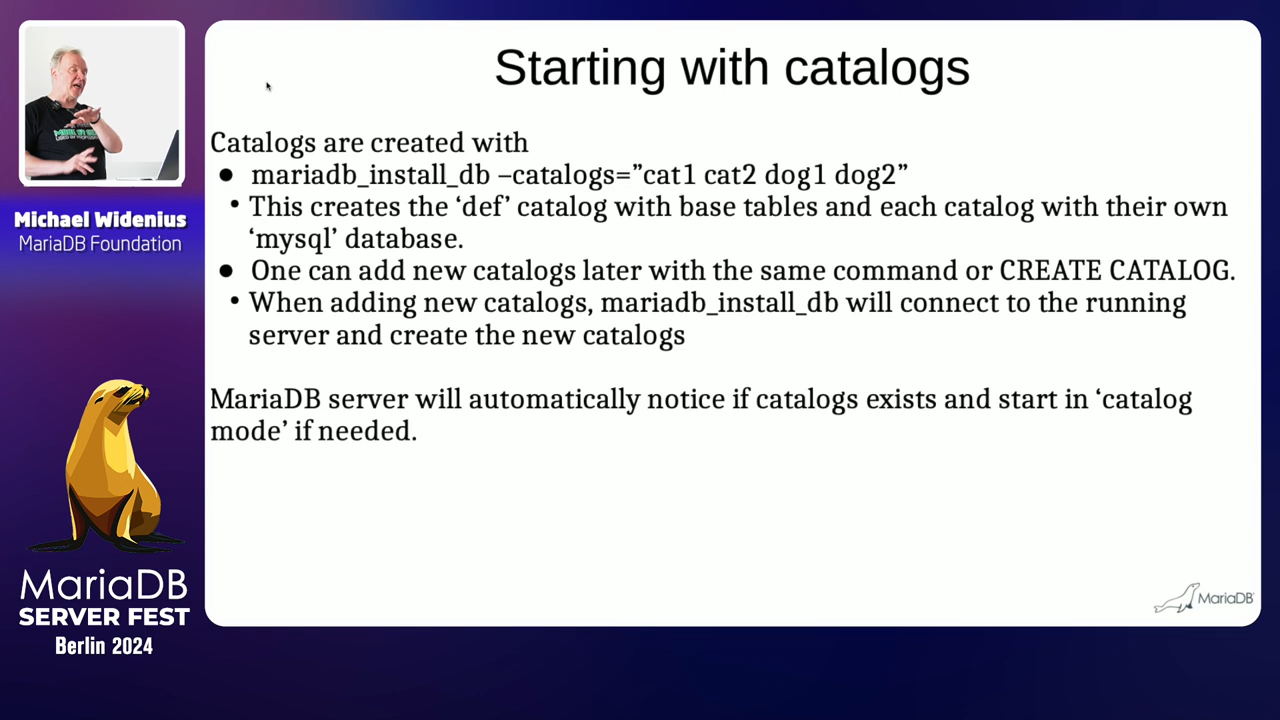 Starting with catalogs
Catalogs are created with
● mariadb_install_db –catalogs=”cat1 cat2 dog1 dog2”
• This creates the ‘def’ catalog with base tables and each catalog with their own
‘mysql’ database.
● One can add new catalogs later with the same command or CREATE CATALOG.
• When adding new catalogs, mariadb_install_db will connect to the running
server and create the new catalogs
MariaDB server will automatically notice if catalogs exists and start in ‘catalog
mode’ if needed.
Michael Widenius
MariaDB Foundation
MariaDB
SERVER FEST
Berlin 2024
MariaDB